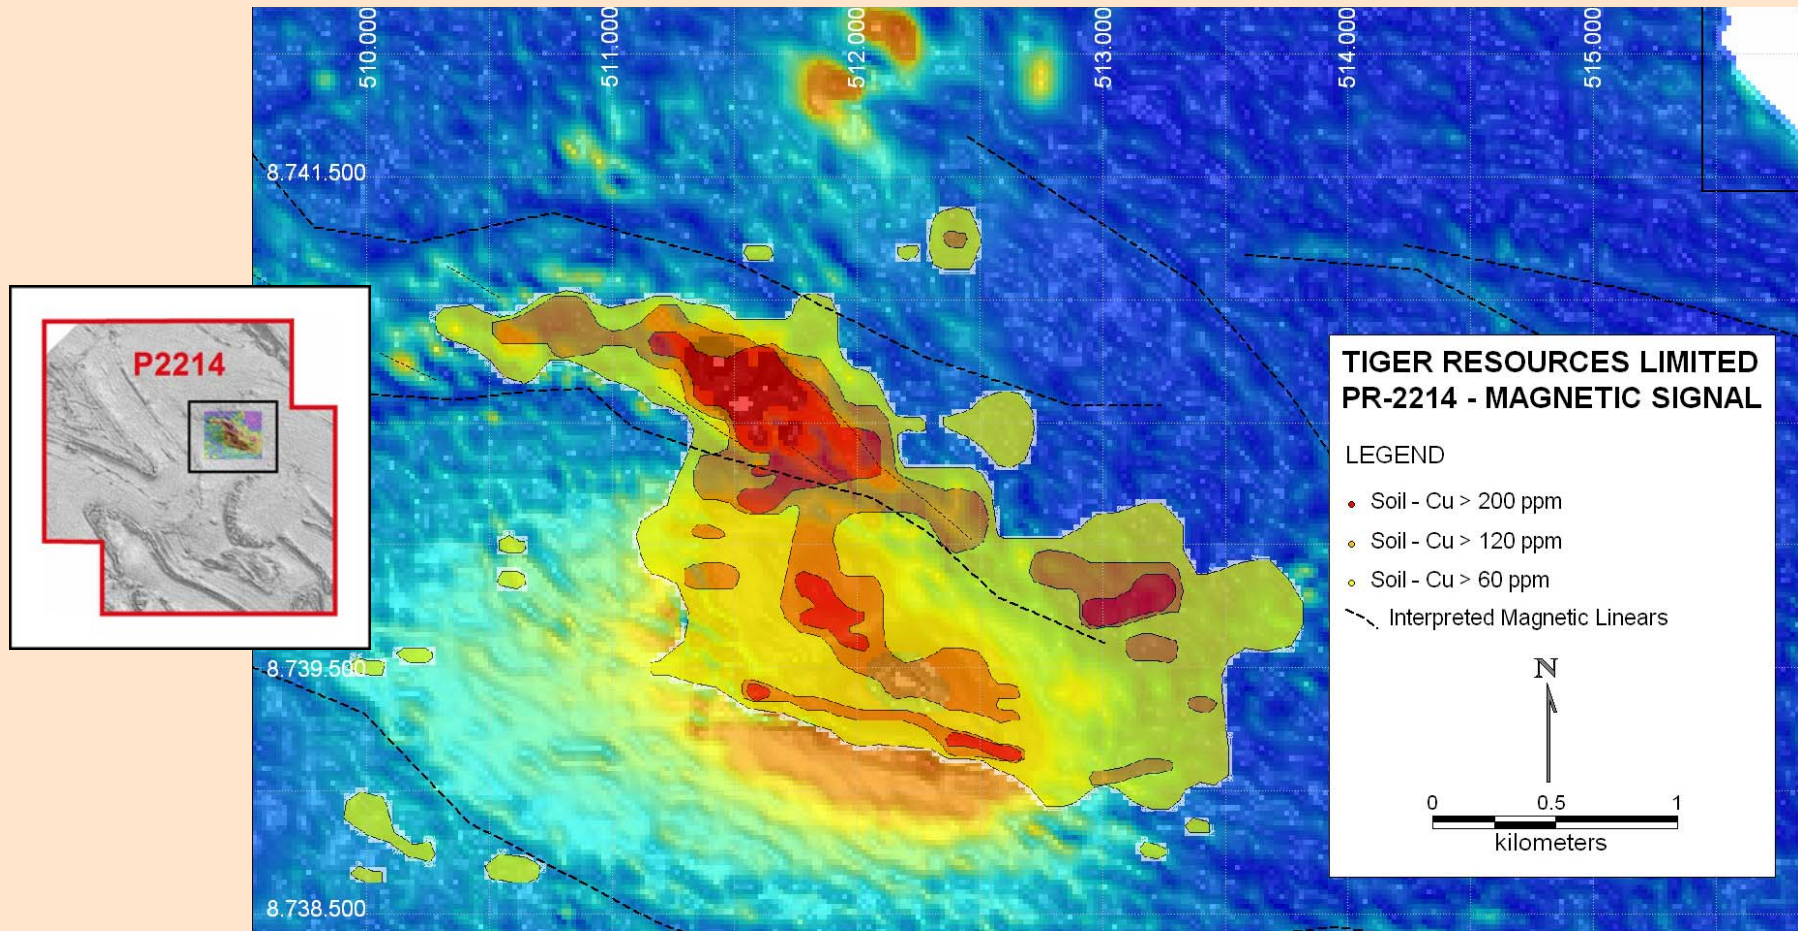 510.000
511.000
512.000
513.000
514.000
515.000
8.741.500
P2214
TIGER RESOURCES LIMITED
PR-2214 - MAGNETIC SIGNAL
LEGEND
Soil - Cu > 200 ppm
Soil - Cu > 120 ppm
Soil - Cu > 60 ppm
Interpreted Magnetic Linears
8.739.500
N
0 0.5 1
kilometers
8.738.500